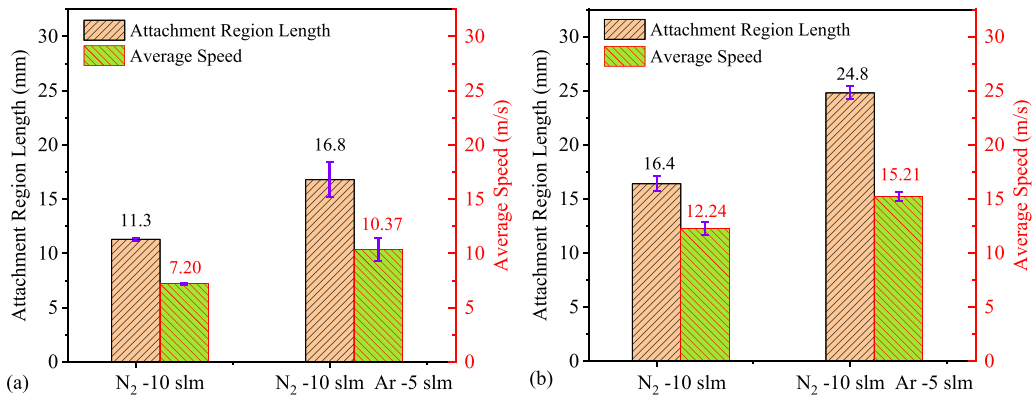 Attachment Region Length
Average Speed
Attachment Region Length (mm)
30
25
20
15
10
5
0
11.3
7.20
16.8
10.37
30
25
20
15
10
5
0
Average Speed (m/s)
N₂ -10 slm
N₂ -10 slm Ar -5 slm
(a)
Attachment Region Length
Average Speed
Attachment Region Length (mm)
30
25
20
15
10
5
0
16.4
12.24
24.8
15.21
30
25
20
15
10
5
0
Average Speed (m/s)
N₂ -10 slm
N₂ -10 slm Ar -5 slm
(b)